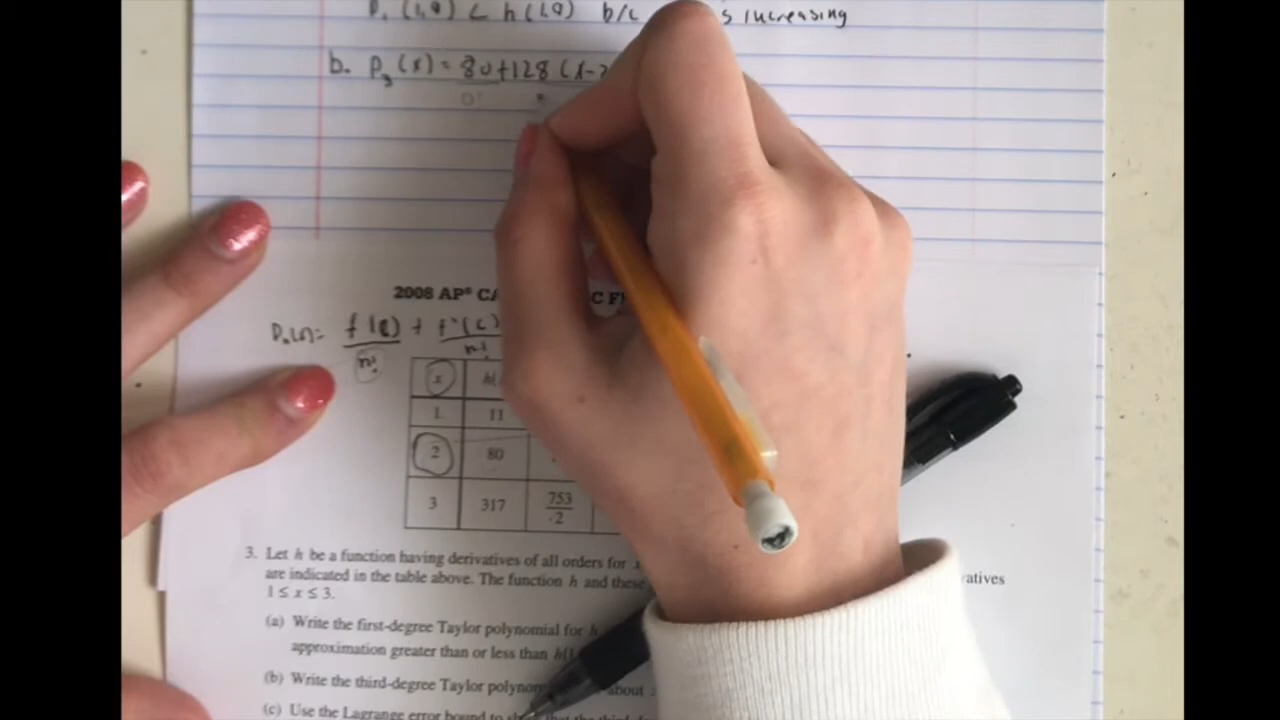 P₁(1.9) < h(1.9) b/c s increasing
b. P₃(x) = 80+128(x-2
2008 AP® CA C F
Pₙ(x)= f(c)/n! + f'(c)/n!
x h(
1 11
2 80
3 317 753/2
3. Let h be a function having derivatives of all orders for x
are indicated in the table above. The function h and these atives
1 ≤ x ≤ 3.
(a) Write the first-degree Taylor polynomial for h
approximation greater than or less than h(1
(b) Write the third-degree Taylor polynom about
(c) Use the Lagrange error bound to